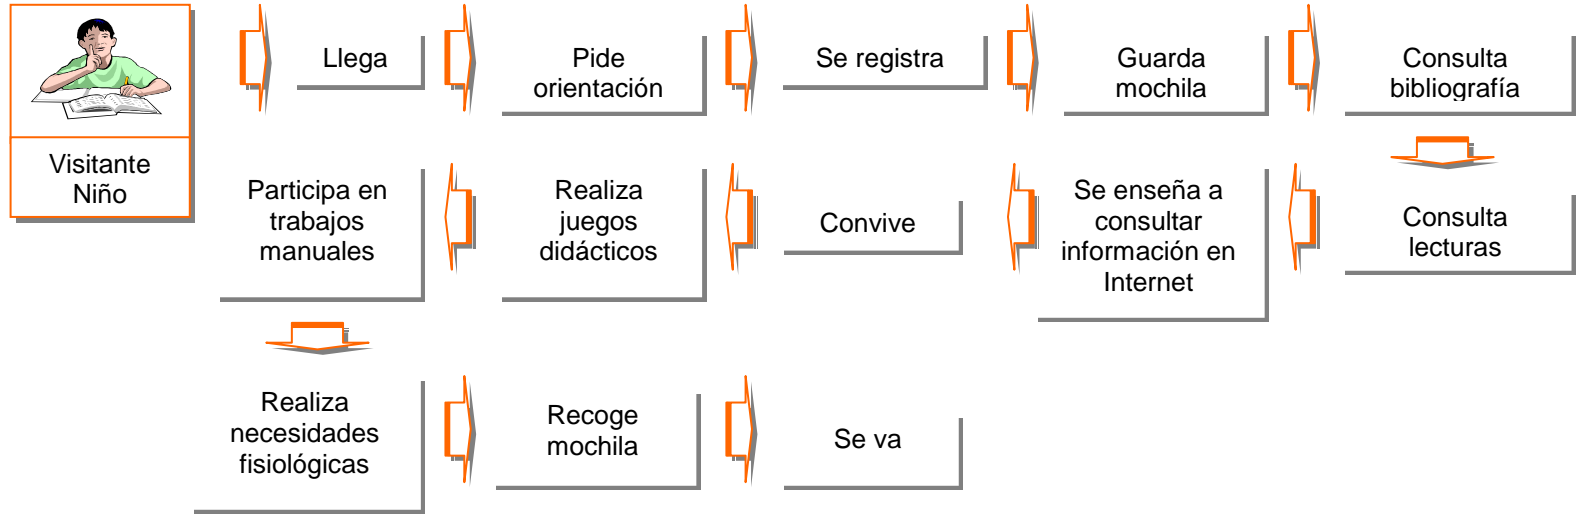 Visitante
Niño
Llega
Pide
orientación
Se registra
Guarda
mochila
Consulta
bibliografía
Consulta
lecturas
Se enseña a
consultar
información en
Internet
Convive
Realiza
juegos
didácticos
Participa en
trabajos
manuales
Realiza
necesidades
fisiológicas
Recoge
mochila
Se va